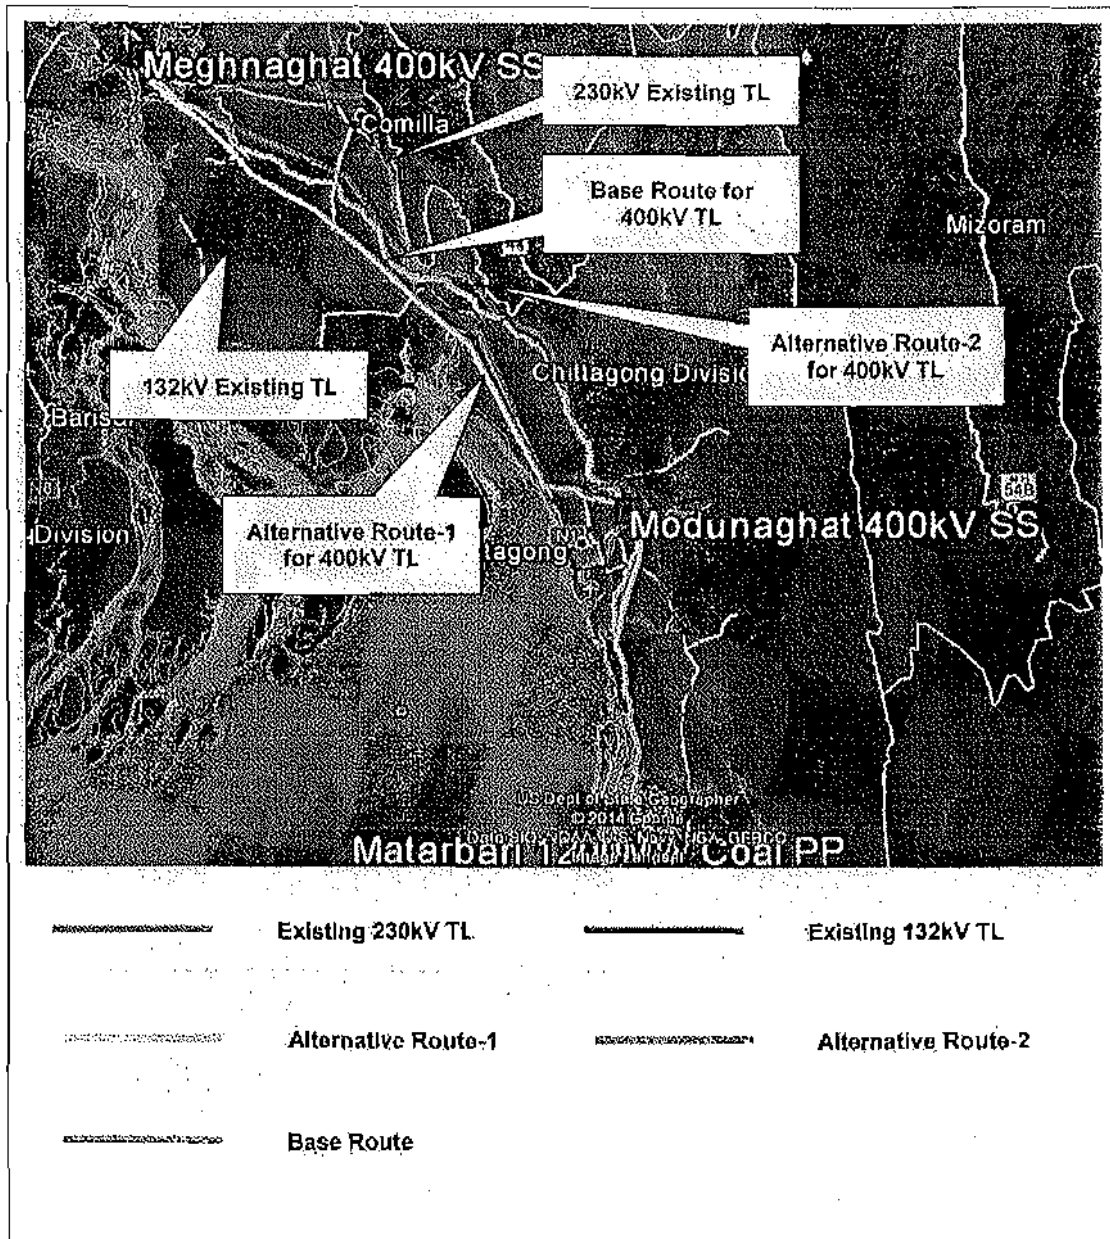 Meghnaghat 400kV SS
230kV Existing TL
Comilla
Base Route for
400kV TL
Mizoram
Alternative Route-2
for 400kV TL
132kV Existing TL
Chittagong Divisio
Barisal
Alternative Route-1
for 400kV TL
Modunaghat 400kV SS
Division
tagong
US Dept of State Geographer
© 2014 Google
Matarbari 12 Coal PP
Existing 230kV TL
Existing 132kV TL
Alternative Route-1
Alternative Route-2
Base Route